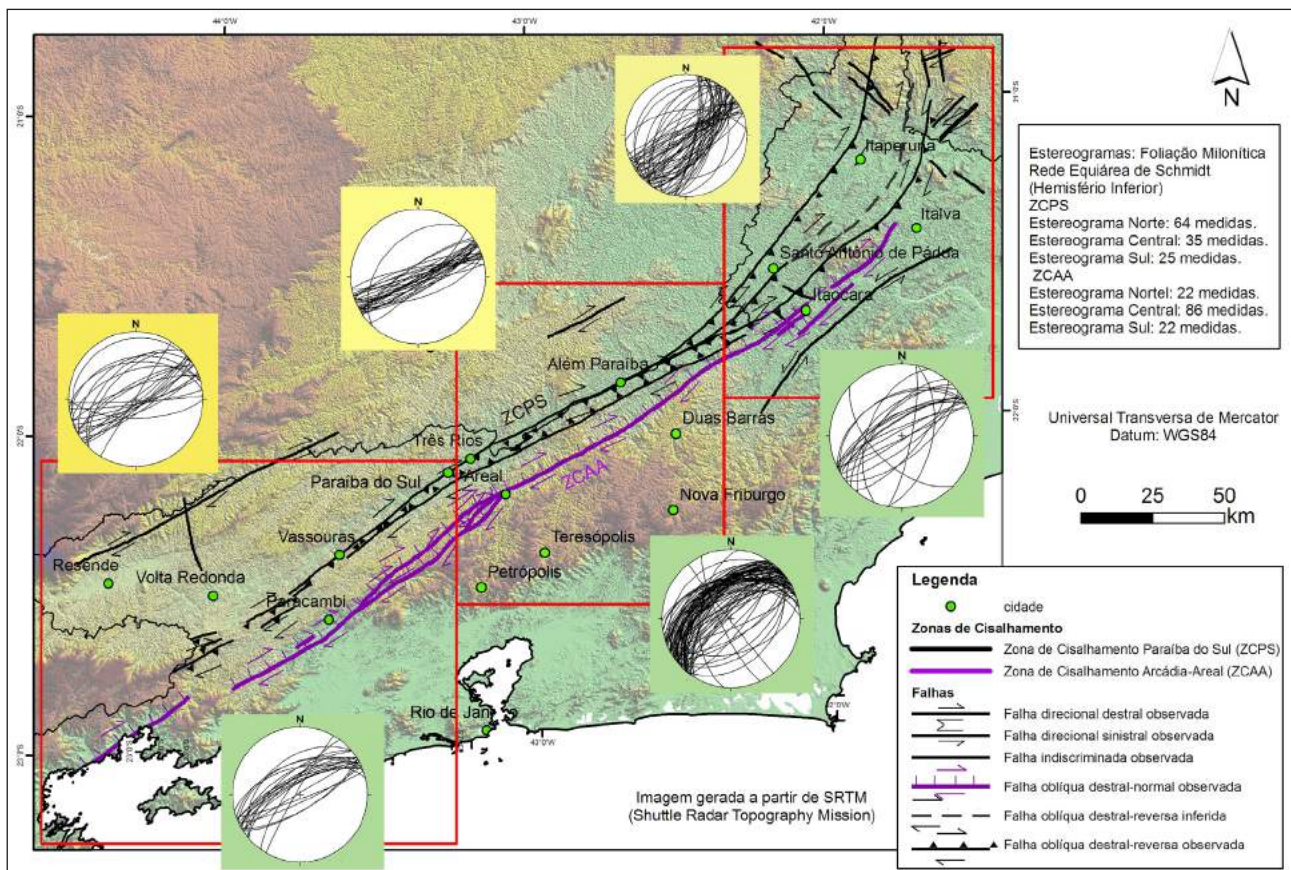 44°0'W
43°0'W
42°0'W
21°0'S
21°0'S
N
N
Itaperuna
Estereogramas: Foliação Milonítica
Rede Equiárea de Schmidt
(Hemisfério Inferior)
ZCPS
Estereograma Norte: 64 medidas.
Estereograma Central: 35 medidas.
Estereograma Sul: 25 medidas.
ZCAA
Estereograma Nortel: 22 medidas.
Estereograma Central: 86 medidas.
Estereograma Sul: 22 medidas.
N
Italva
Santo Antônio de Pádua
Itaocara
N
Além Paraíba
N
ZCPS
Duas Barras
22°0'S
22°0'S
Universal Transversa de Mercator
Datum: WGS84
Três Rios
Paraíba do Sul
Areal
ZCAA
Nova Friburgo
0 25 50
km
Vassouras
Teresópolis
Resende
Volta Redonda
Petrópolis
N
Paracambi
Legenda
cidade
Zonas de Cisalhamento
Zona de Cisalhamento Paraíba do Sul (ZCPS)
Zona de Cisalhamento Arcádia-Areal (ZCAA)
Falhas
Falha direcional destral observada
Falha direcional sinistral observada
Falha indiscriminada observada
Falha oblíqua destral-normal observada
Falha oblíqua destral-reversa inferida
Falha oblíqua destral-reversa observada
Rio de Jan
N
43°0'W
23°0'S
23°0'S
Imagem gerada a partir de SRTM
(Shuttle Radar Topography Mission)